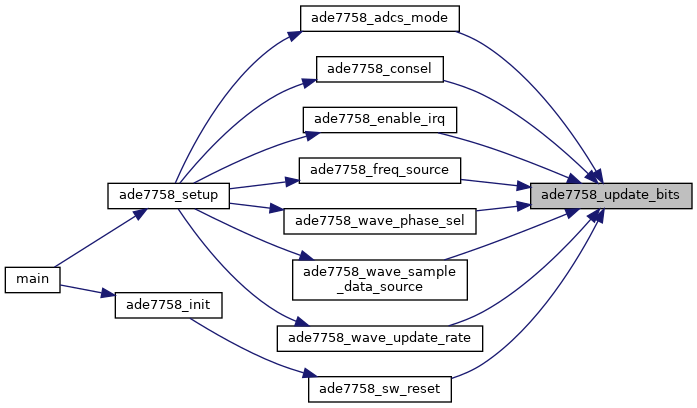 ade7758_adcs_mode
ade7758_consel
ade7758_enable_irq
ade7758_freq_source
ade7758_setup
ade7758_update_bits
ade7758_wave_phase_sel
ade7758_wave_sample
_data_source
main
ade7758_init
ade7758_wave_update_rate
ade7758_sw_reset